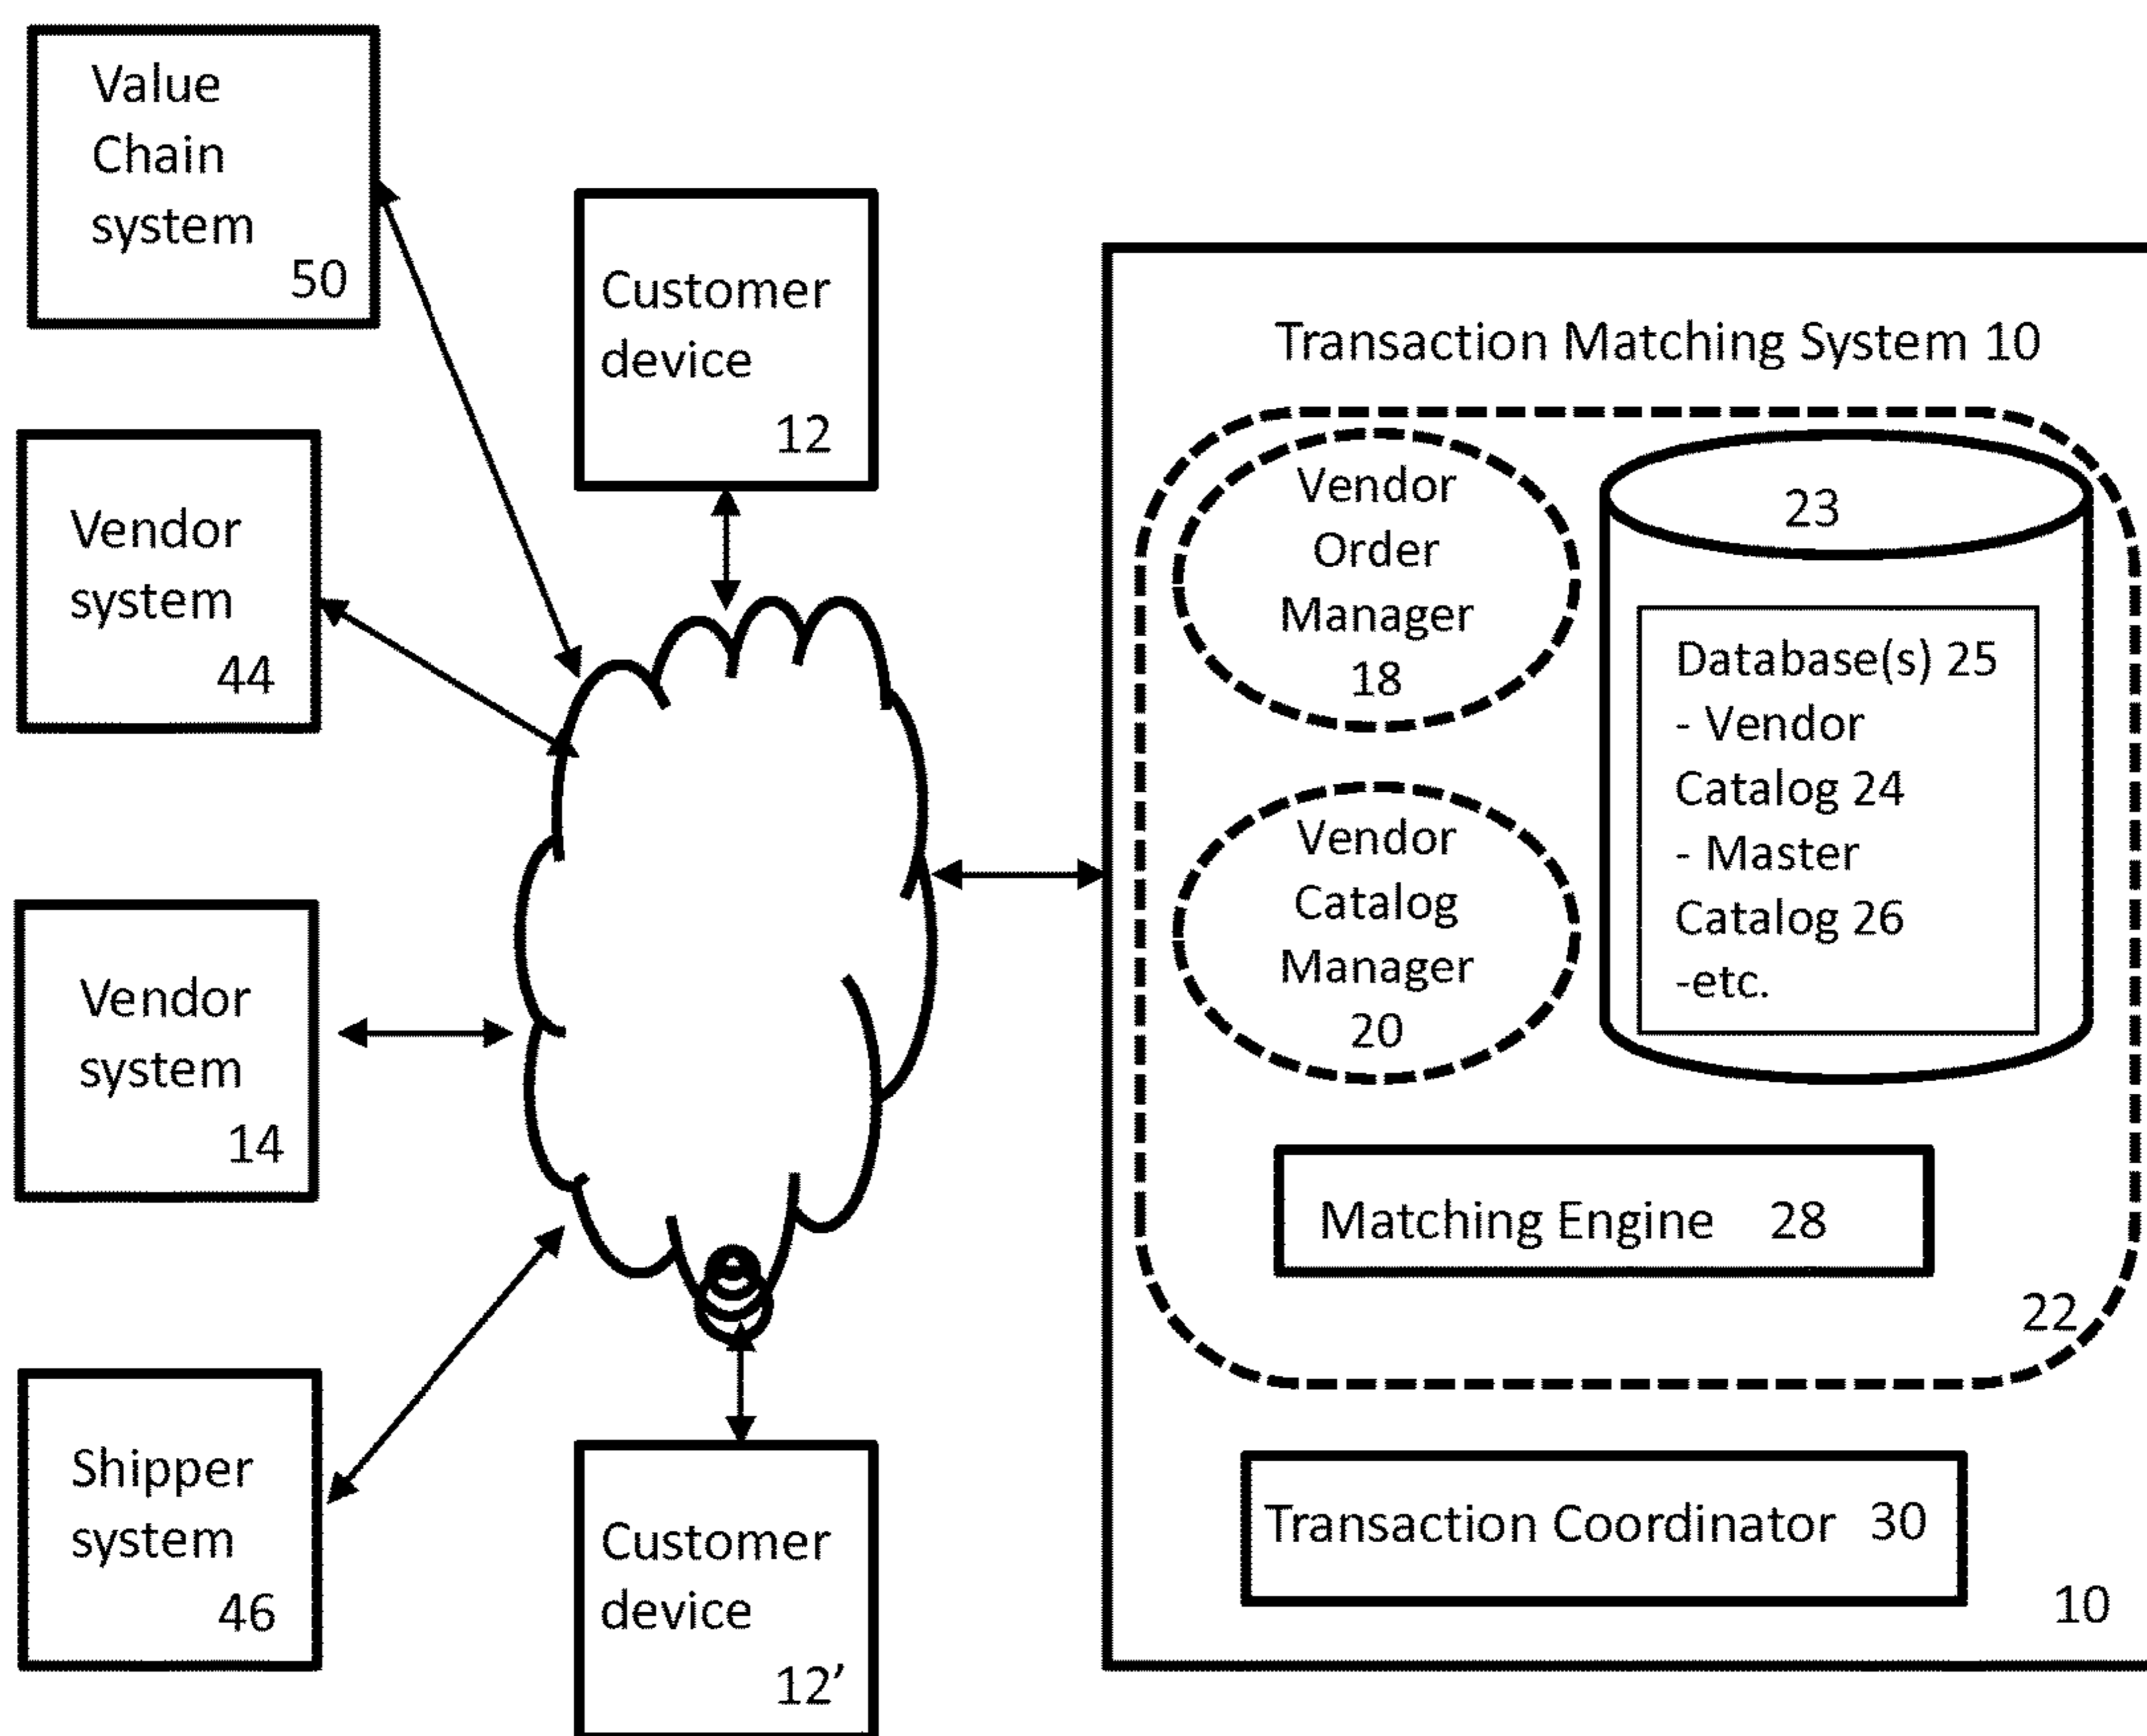 Value
Chain
system
50
Vendor
system
44
Vendor
system
14
Shipper
system
46
Customer
device
12
Customer
device
12’
Transaction Matching System 10
Vendor
Order
Manager
18
Vendor
Catalog
Manager
20
23
Database(s) 25
- Vendor
Catalog 24
- Master
Catalog 26
-etc.
Matching Engine 28
22
Transaction Coordinator 30
10